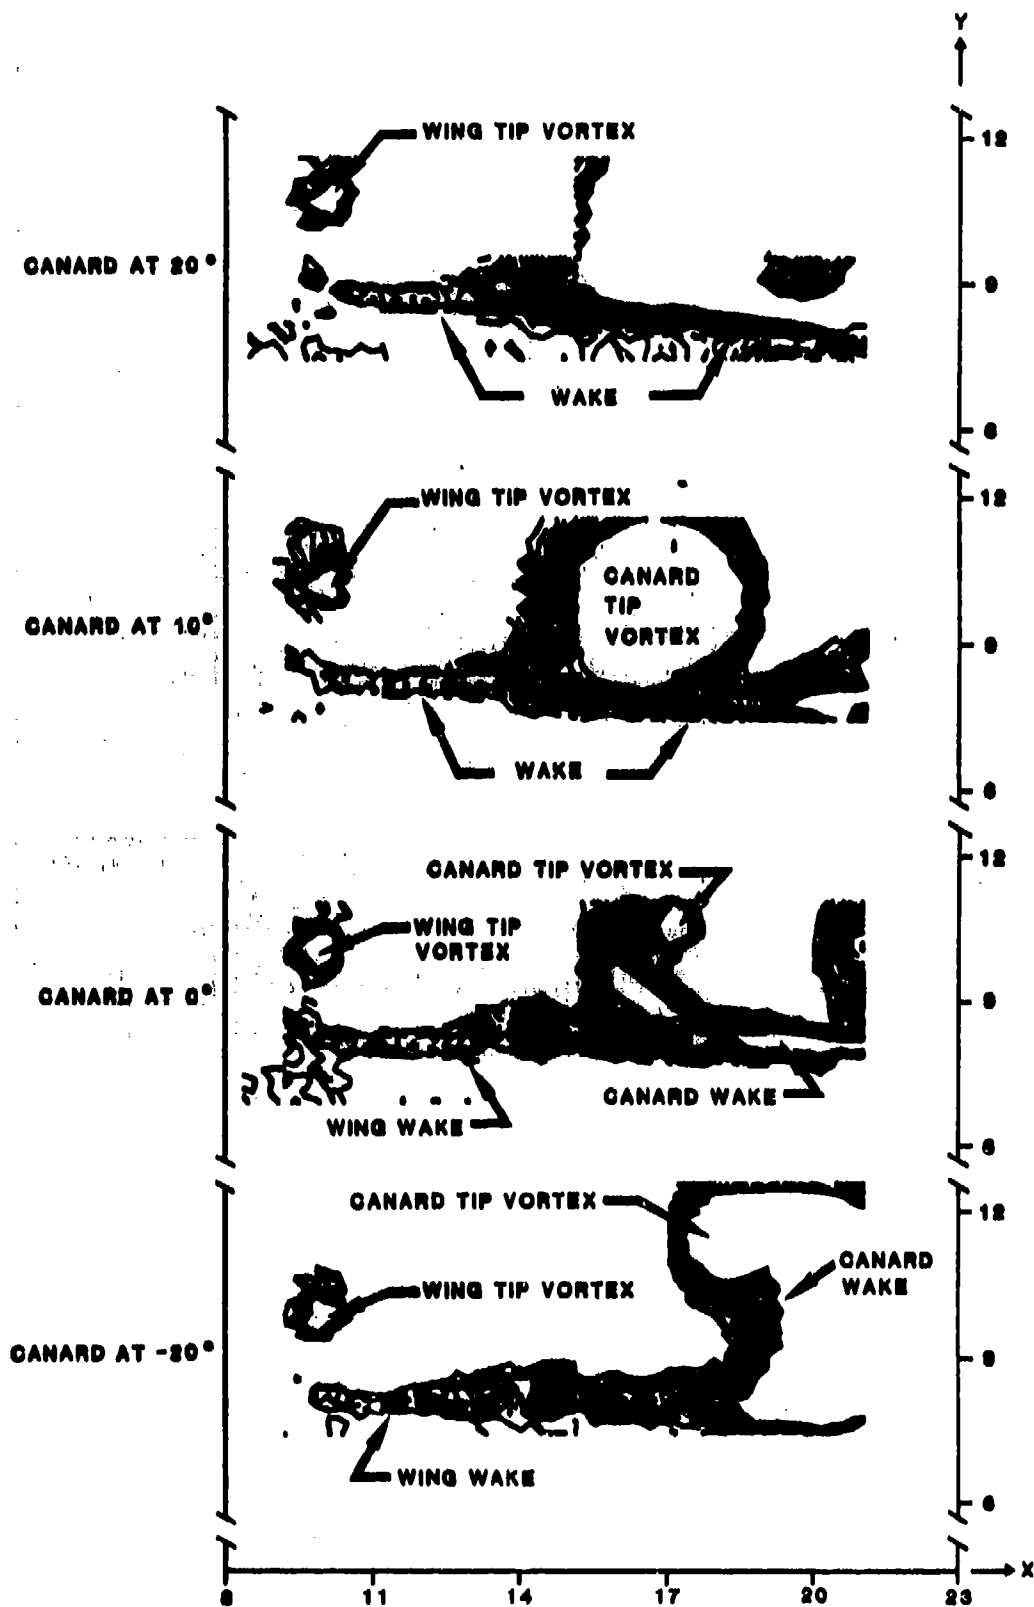 Y
WING TIP VORTEX
12
CANARD AT 20°
9
WAKE
6
WING TIP VORTEX
12
CANARD
TIP
VORTEX
CANARD AT 10°
9
WAKE
6
CANARD TIP VORTEX
12
WING TIP
VORTEX
CANARD AT 0°
9
CANARD WAKE
WING WAKE
6
CANARD TIP VORTEX
12
CANARD
WAKE
WING TIP VORTEX
CANARD AT -20°
9
WING WAKE
6
X
8 11 14 17 20 23